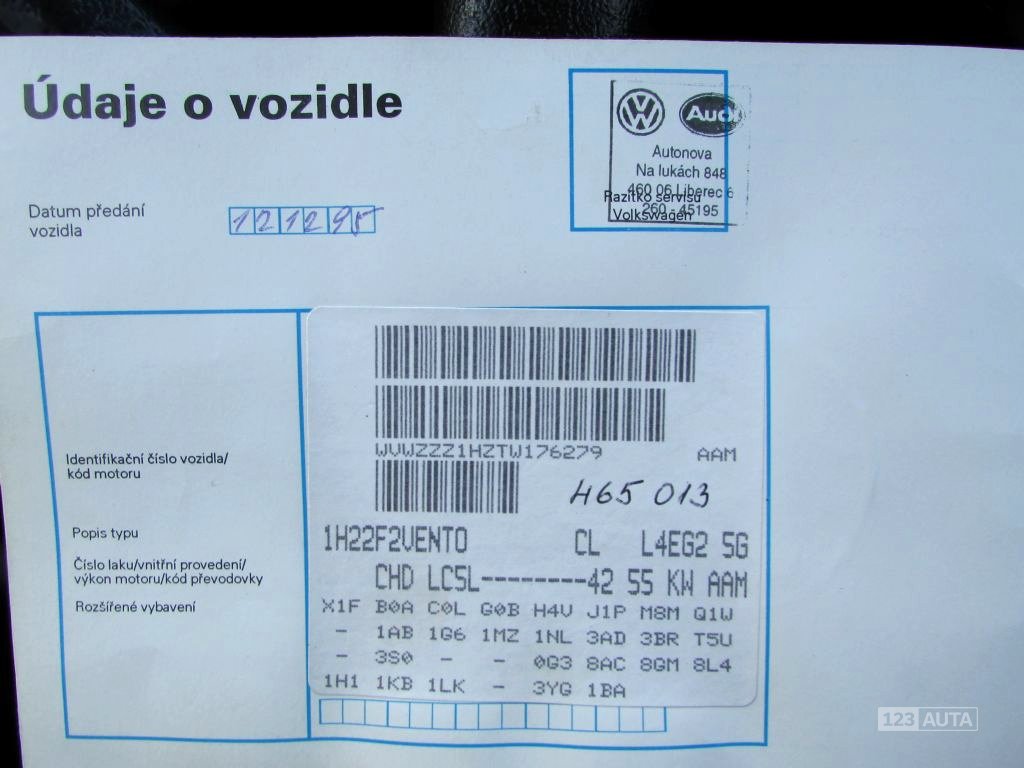 Údaje o vozidle
Audi
Autonova
Na lukách 848
460 06 Liberec 6
Razítko servisu
260 - 45195
Volkswagen
Datum předání
vozidla
121295
WVWZZZ1HZTW176279 AAM
Identifikační číslo vozidla/
kód motoru
465 013
Popis typu
1H22F2VENTO CL L4EG2 5G
Číslo laku/vnitřní provedení/
výkon motoru/kód převodovky
CHD LC5L--------42 55 KW AAM
Rozšířené vybavení
X1F B0A C0L G0B H4V J1P M8M Q1W
- 1AB 1G6 1MZ 1NL 3AD 3BR T5U
- 3S0 - - 0G3 8AC 8GM 8L4
1H1 1KB 1LK - 3YG 1BA
123 AUTA